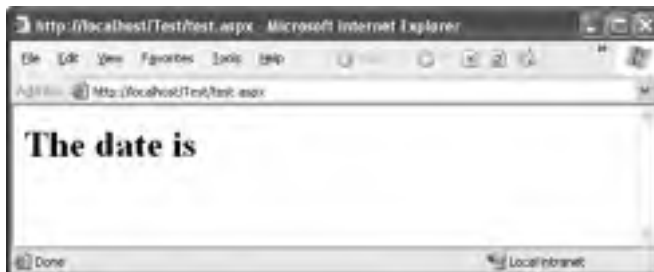 http://localhost/Test/test.aspx - Microsoft Internet Explorer
File Edit View Favorites Tools Help
Address http://localhost/Test/test.aspx
The date is
Done Local intranet